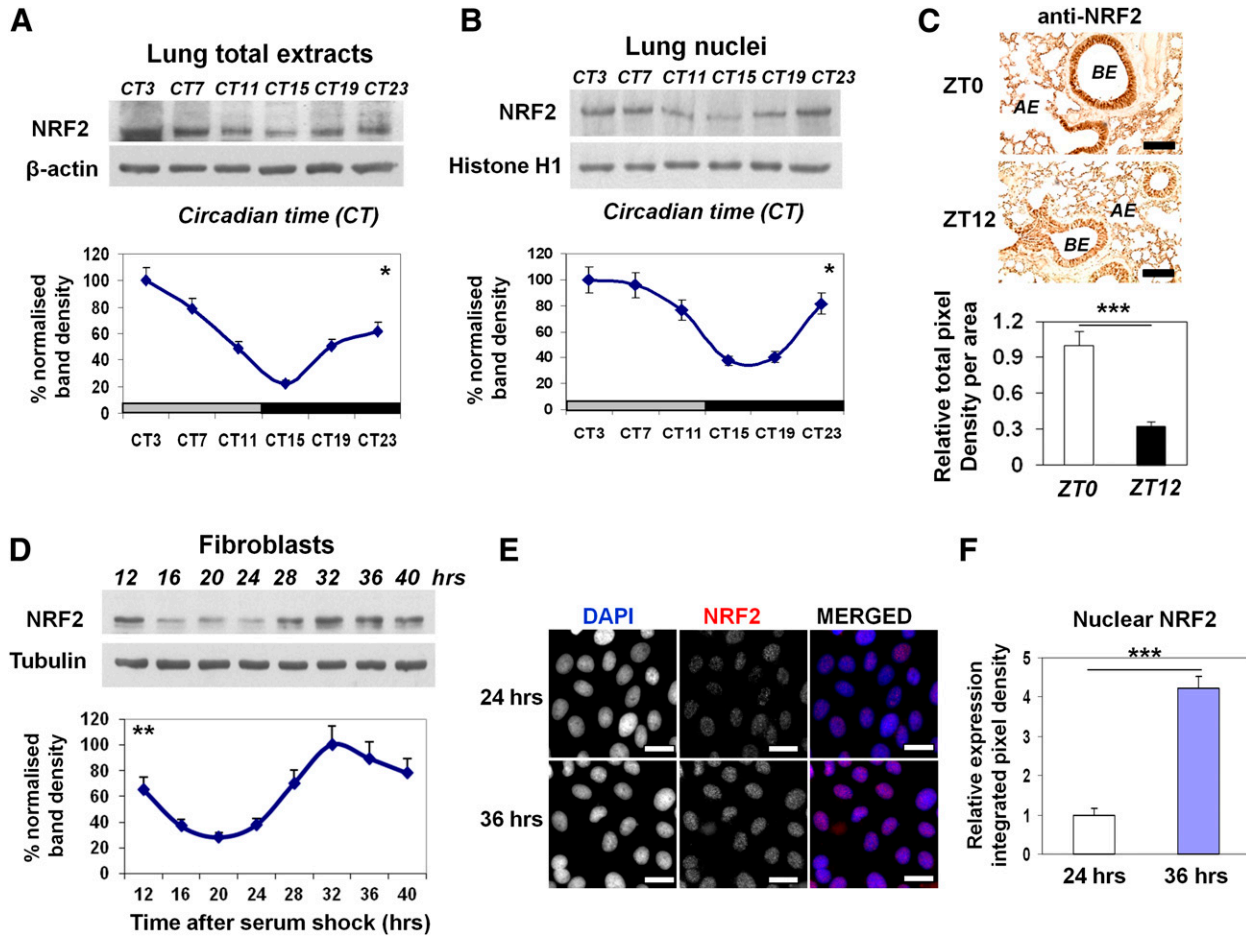 A
Lung total extracts
CT3 CT7 CT11 CT15 CT19 CT23
NRF2
β-actin
Circadian time (CT)
% normalised
band density
120
100
80
60
40
20
0
*
CT3 CT7 CT11 CT15 CT19 CT23
B
Lung nuclei
CT3 CT7 CT11 CT15 CT19 CT23
NRF2
Histone H1
Circadian time (CT)
% normalised
band density
120
100
80
60
40
20
0
*
CT3 CT7 CT11 CT15 CT19 CT23
C
anti-NRF2
ZT0
BE
AE
ZT12
AE
BE
Relative total pixel
Density per area
1.2
0.9
0.6
0.3
0
***
ZT0 ZT12
D
Fibroblasts
12 16 20 24 28 32 36 40 hrs
NRF2
Tubulin
% normalised
band density
120
100
80
60
40
20
0
**
12 16 20 24 28 32 36 40
Time after serum shock (hrs)
E
DAPI NRF2 MERGED
24 hrs
36 hrs
F
Nuclear NRF2
Relative expression
integrated pixel density
5
4
3
2
1
0
***
24 hrs 36 hrs